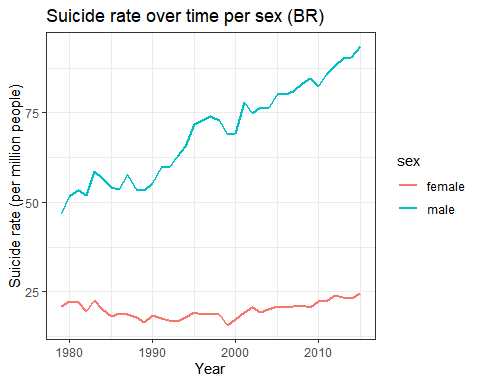 Suicide rate over time per sex (BR)
Suicide rate (per million people)
75
50
25
1980
1990
2000
2010
Year
sex
female
male